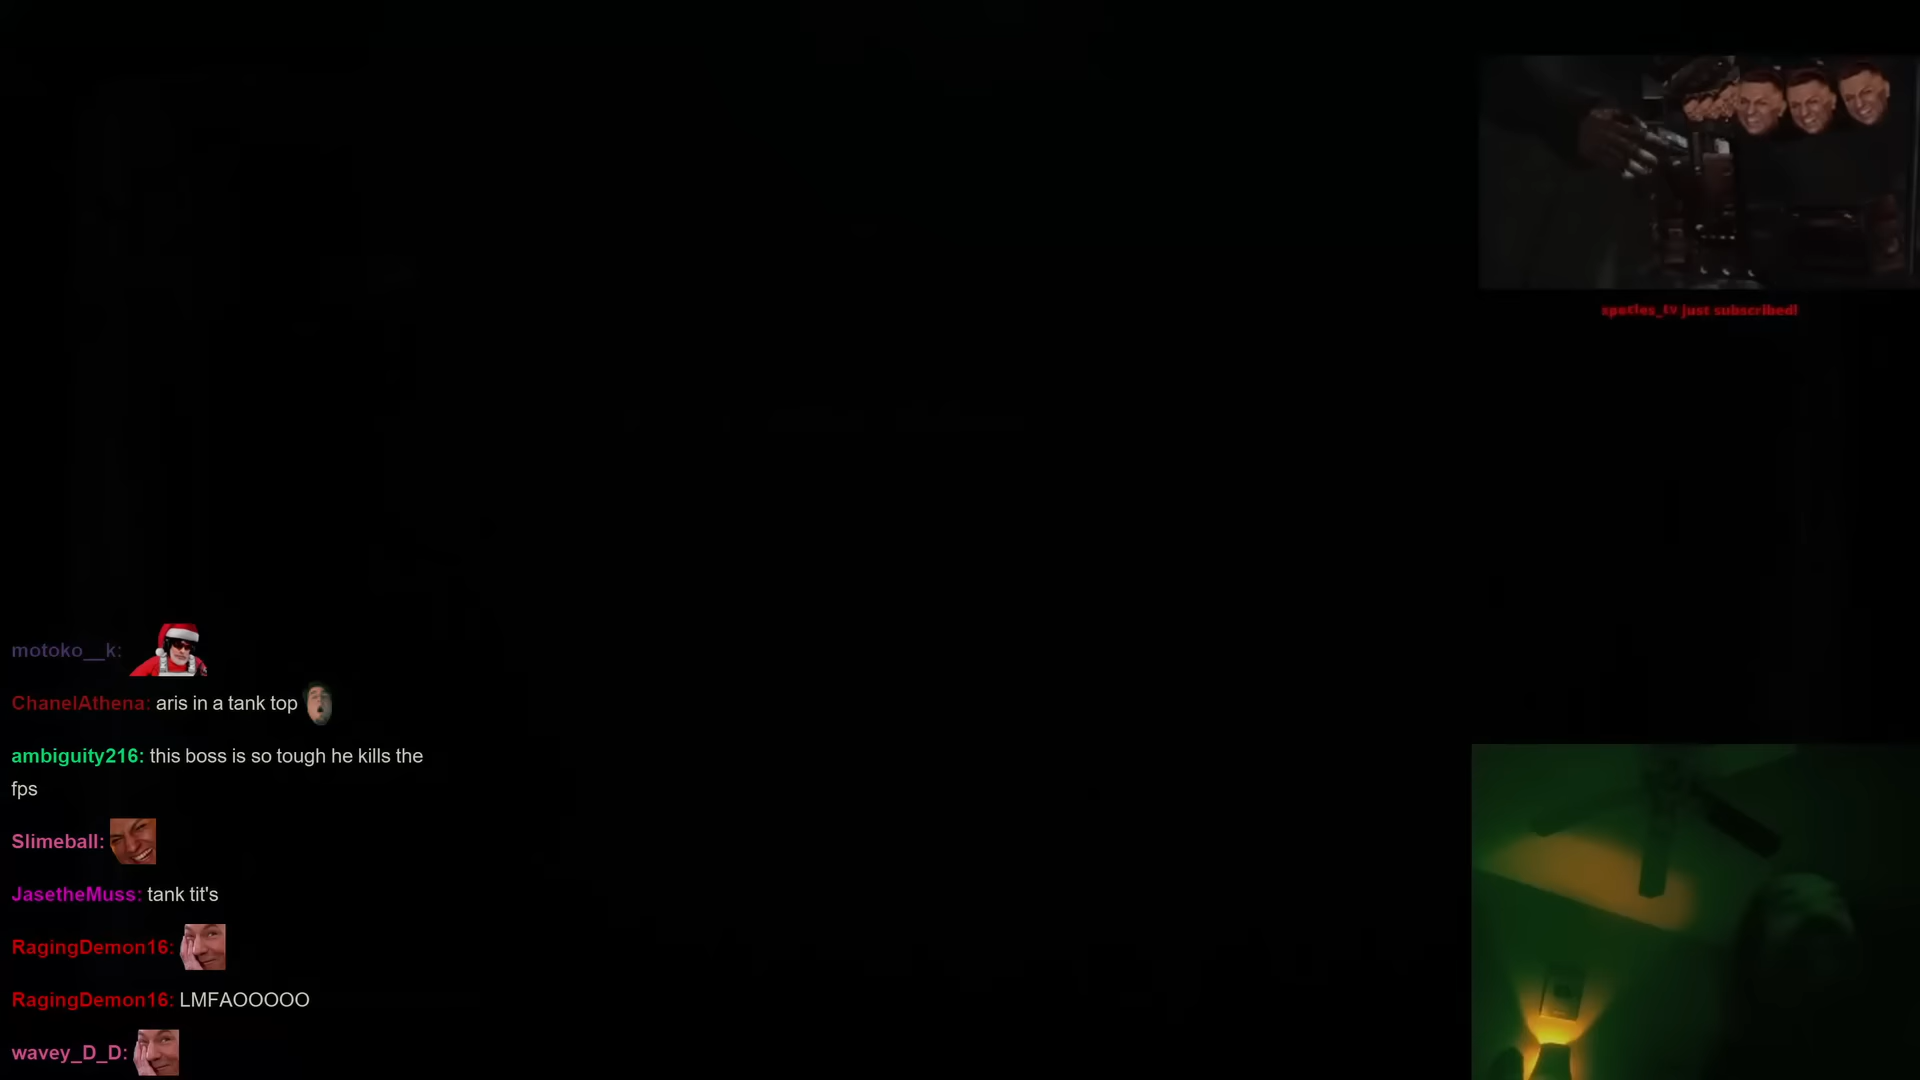 species_tv just subscribed!
motoko__k:
ChanelAthena: aris in a tank top
ambiguity216: this boss is so tough he kills the
fps
Slimeball:
JasetheMuss: tank tit's
RagingDemon16:
RagingDemon16: LMFAOOOOO
wavey_D_D: